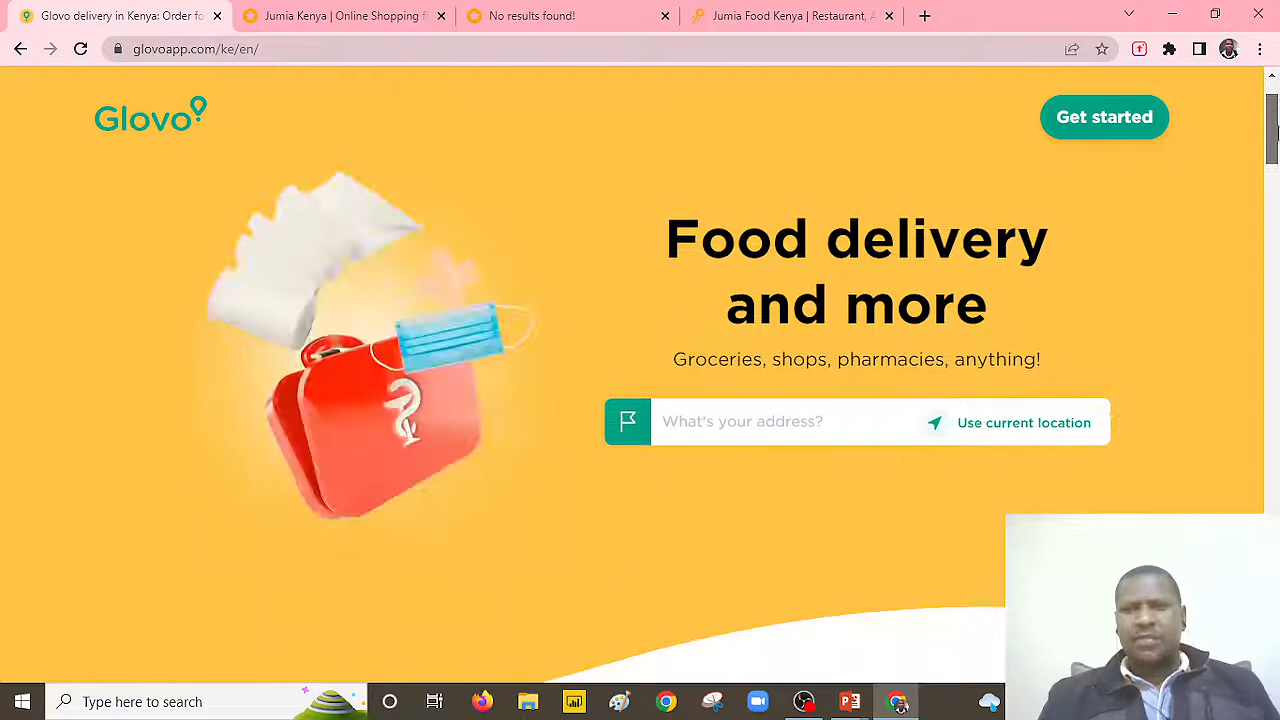 Glovo delivery in Kenya: Order fo
Jumia Kenya | Online Shopping f
No results found!
Jumia Food Kenya | Restaurant, A
glovoapp.com/ke/en/
Glovo
Get started
Food delivery
and more
Groceries, shops, pharmacies, anything!
What's your address?
Use current location
Type here to search